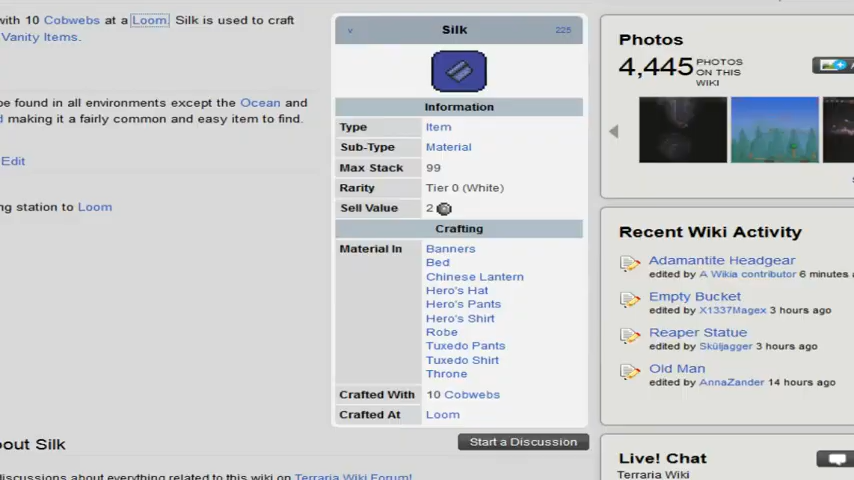 with 10 Cobwebs at a Loom. Silk is used to craft
Vanity Items.
be found in all environments except the Ocean and
making it a fairly common and easy item to find.
Edit
station to Loom
out Silk
discussions about everything related to this wiki on Terraria Wiki Forum!
v Silk 225
Information
Type Item
Sub-Type Material
Max Stack 99
Rarity Tier 0 (White)
Sell Value 2
Crafting
Material In Banners
Bed
Chinese Lantern
Hero's Hat
Hero's Pants
Hero's Shirt
Robe
Tuxedo Pants
Tuxedo Shirt
Throne
Crafted With 10 Cobwebs
Crafted At Loom
Start a Discussion
Photos
4,445 PHOTOS
ON THIS
WIKI
Recent Wiki Activity
Adamantite Headgear
edited by A Wikia contributor 6 minutes
Empty Bucket
edited by X1337Magex 3 hours ago
Reaper Statue
edited by Sküljagger 3 hours ago
Old Man
edited by AnnaZander 14 hours ago
Live! Chat
Terraria Wiki